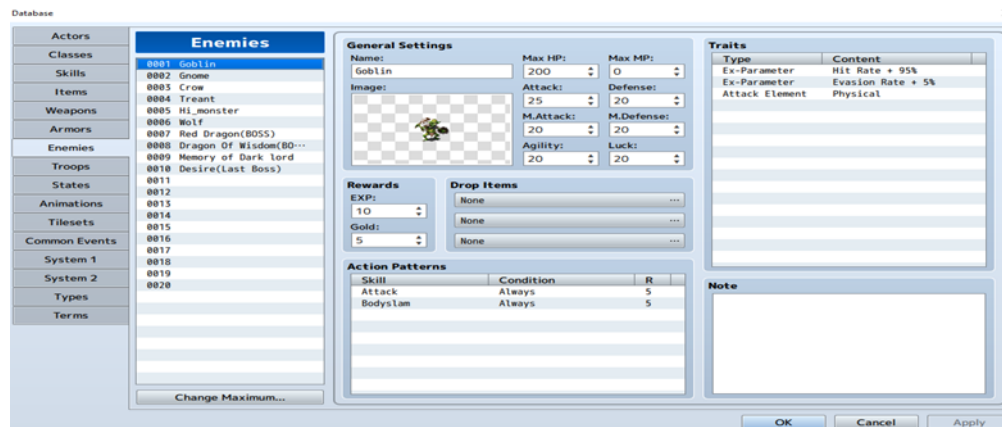 Database
Actors
Classes
Skills
Items
Weapons
Armors
Enemies
Troops
States
Animations
Tilesets
Common Events
System 1
System 2
Types
Terms
Enemies
0001 Goblin
0002 Gnome
0003 Crow
0004 Treant
0005 Hi_monster
0006 Wolf
0007 Red Dragon(BOSS)
0008 Dragon Of Wisdom(BO…
0009 Memory of Dark lord
0010 Desire(Last Boss)
0011
0012
0013
0014
0015
0016
0017
0018
0019
0020
Change Maximum...
General Settings
Name: Max HP: Max MP:
Goblin 200 0
Image: Attack: Defense:
25 20
M.Attack: M.Defense:
20 20
Agility: Luck:
20 20
Rewards
EXP:
10
Gold:
5
Drop Items
None ...
None ...
None ...
Action Patterns
Skill Condition R
Attack Always 5
Bodyslam Always 5
Traits
Type Content
Ex-Parameter Hit Rate + 95%
Ex-Parameter Evasion Rate + 5%
Attack Element Physical
Note
OK Cancel Apply